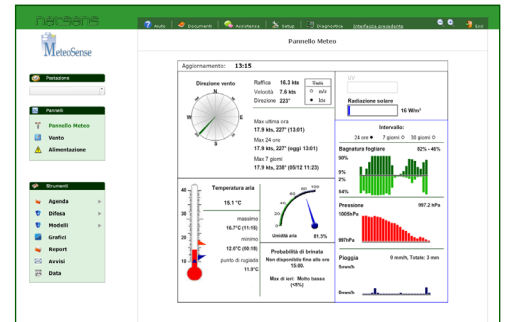 netsens
Aiuto
Documenti
Assistenza
Setup
Diagnostica
Interfaccia precedente
Esci
MeteoSense
Pannello Meteo
Postazione
Pannelli
Pannello Meteo
Vento
Alimentazione
Strumenti
Agenda
Difesa
Modelli
Grafici
Report
Avvisi
Data
Aggiornamento: 13:15
Direzione vento
N
W
E
S
Raffica 16.3 kts
Velocità 7.6 kts
Direzione 223°
m/s
kts
Max ultima ora
17.9 kts, 227° (13:01)
Max 24 ore
17.9 kts, 227° (oggi 13:01)
Max 7 giorni
17.9 kts, 238° (05/12 11:23)
UV
Radiazione solare
16 W/m²
Intervallo:
24 ore 7 giorni 30 giorni
Bagnatura fogliare 82% - 46%
90%
9%
2%
54%
Pressione 997.2 hPa
1005hPa
997hPa
Pioggia 0 mm/h, Totale: 3 mm
5mm/h
0mm/h
Temperatura aria
15.1 °C
massimo
16.7°C (11:15)
minimo
12.0°C (00:18)
punto di rugiada
11.9°C
40
30
20
10
0
20
40
60
80
100
Umidità aria 81.3%
Probabilità di brinata
Non disponibile fino alle ore
15:00.
Max di ieri: Molto bassa
(<8%)